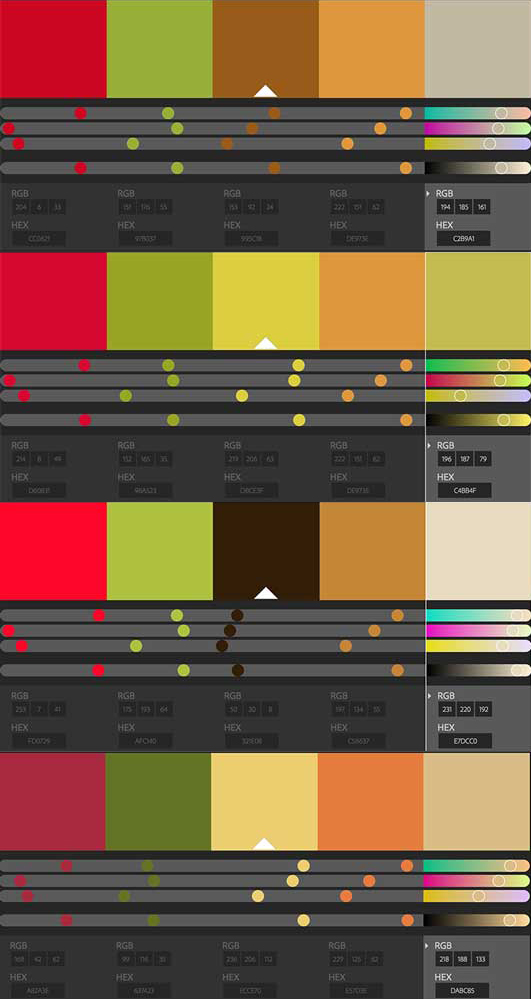 RGB RGB RGB RGB RGB
204 6 33 151 176 55 153 92 24 222 151 62 194 185 161
HEX HEX HEX HEX HEX
CC0621 97B037 995C18 DE973E C2B9A1
RGB RGB RGB RGB RGB
214 8 49 152 165 35 219 206 63 222 151 62 196 187 79
HEX HEX HEX HEX HEX
D60831 98A523 DBCE3F DE973E C4BB4F
RGB RGB RGB RGB RGB
253 7 41 175 193 64 50 30 8 197 134 55 231 220 192
HEX HEX HEX HEX HEX
FD0729 AFC140 321E08 C58637 E7DCC0
RGB RGB RGB RGB RGB
168 42 62 99 116 35 236 206 112 229 125 62 218 188 133
HEX HEX HEX HEX HEX
A82A3E 637423 ECCE70 E57D3E DABC85